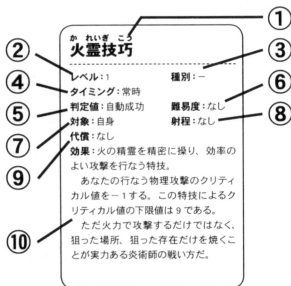 ①
かれいぎこう
火霊技巧
②
レベル：1 種別：－
③
④
タイミング：常時
⑤
判定値：自動成功 難易度：なし
⑥
⑦
対象：自身 射程：なし
⑧
⑨
代償：なし
効果：火の精霊を精密に操り、効率の
よい攻撃を行なう特技。
　あなたの行なう物理攻撃のクリティ
カル値を－1する。この特技によるク
リティカル値の下限値は9である。
⑩
　ただ火力で攻撃するだけではなく、
狙った場所、狙った存在だけを焼くこ
とが実力ある炎術師の戦い方だ。